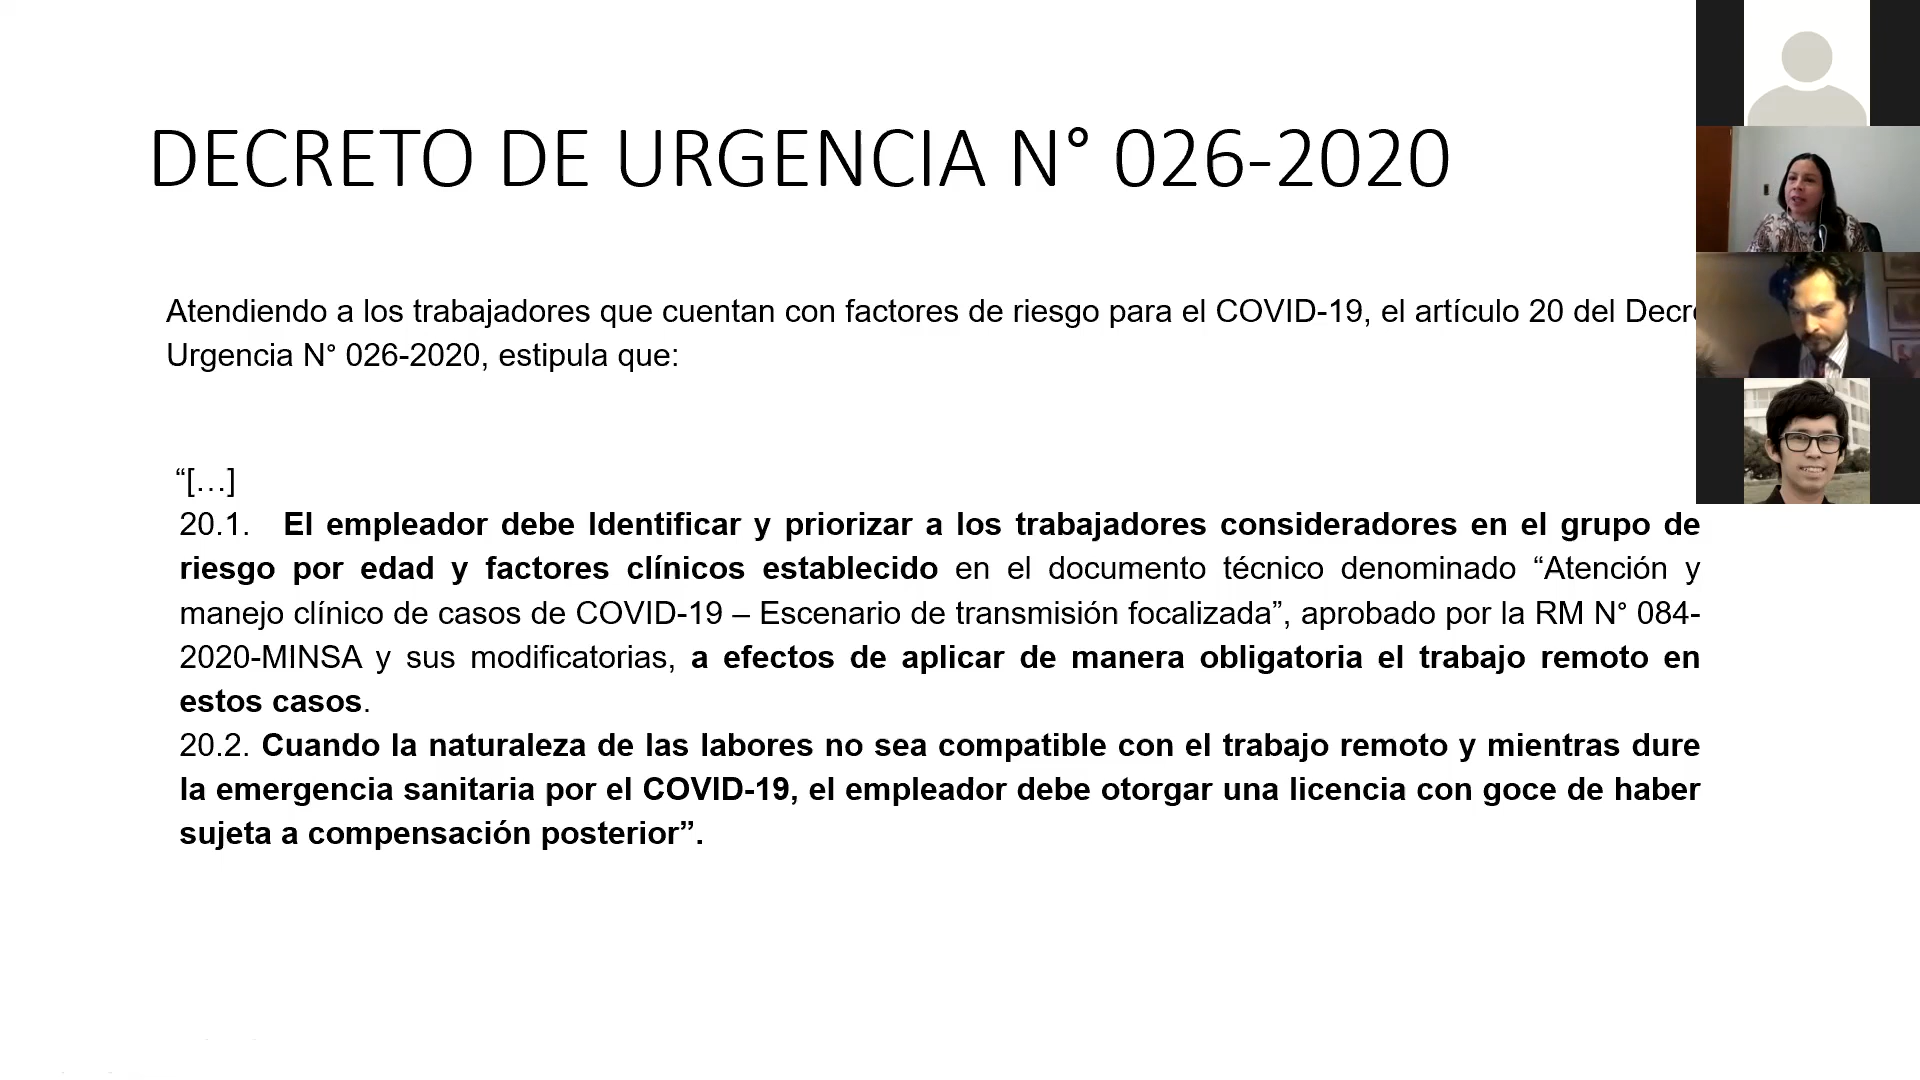 DECRETO DE URGENCIA N° 026-2020
Atendiendo a los trabajadores que cuentan con factores de riesgo para el COVID-19, el artículo 20 del
Urgencia N° 026-2020, estipula que:
“[…]
20.1. El empleador debe Identificar y priorizar a los trabajadores consideradores en el grupo de
riesgo por edad y factores clínicos establecido en el documento técnico denominado “Atención y
manejo clínico de casos de COVID-19 – Escenario de transmisión focalizada”, aprobado por la RM N° 084-
2020-MINSA y sus modificatorias, a efectos de aplicar de manera obligatoria el trabajo remoto en
estos casos.
20.2. Cuando la naturaleza de las labores no sea compatible con el trabajo remoto y mientras dure
la emergencia sanitaria por el COVID-19, el empleador debe otorgar una licencia con goce de haber
sujeta a compensación posterior”.